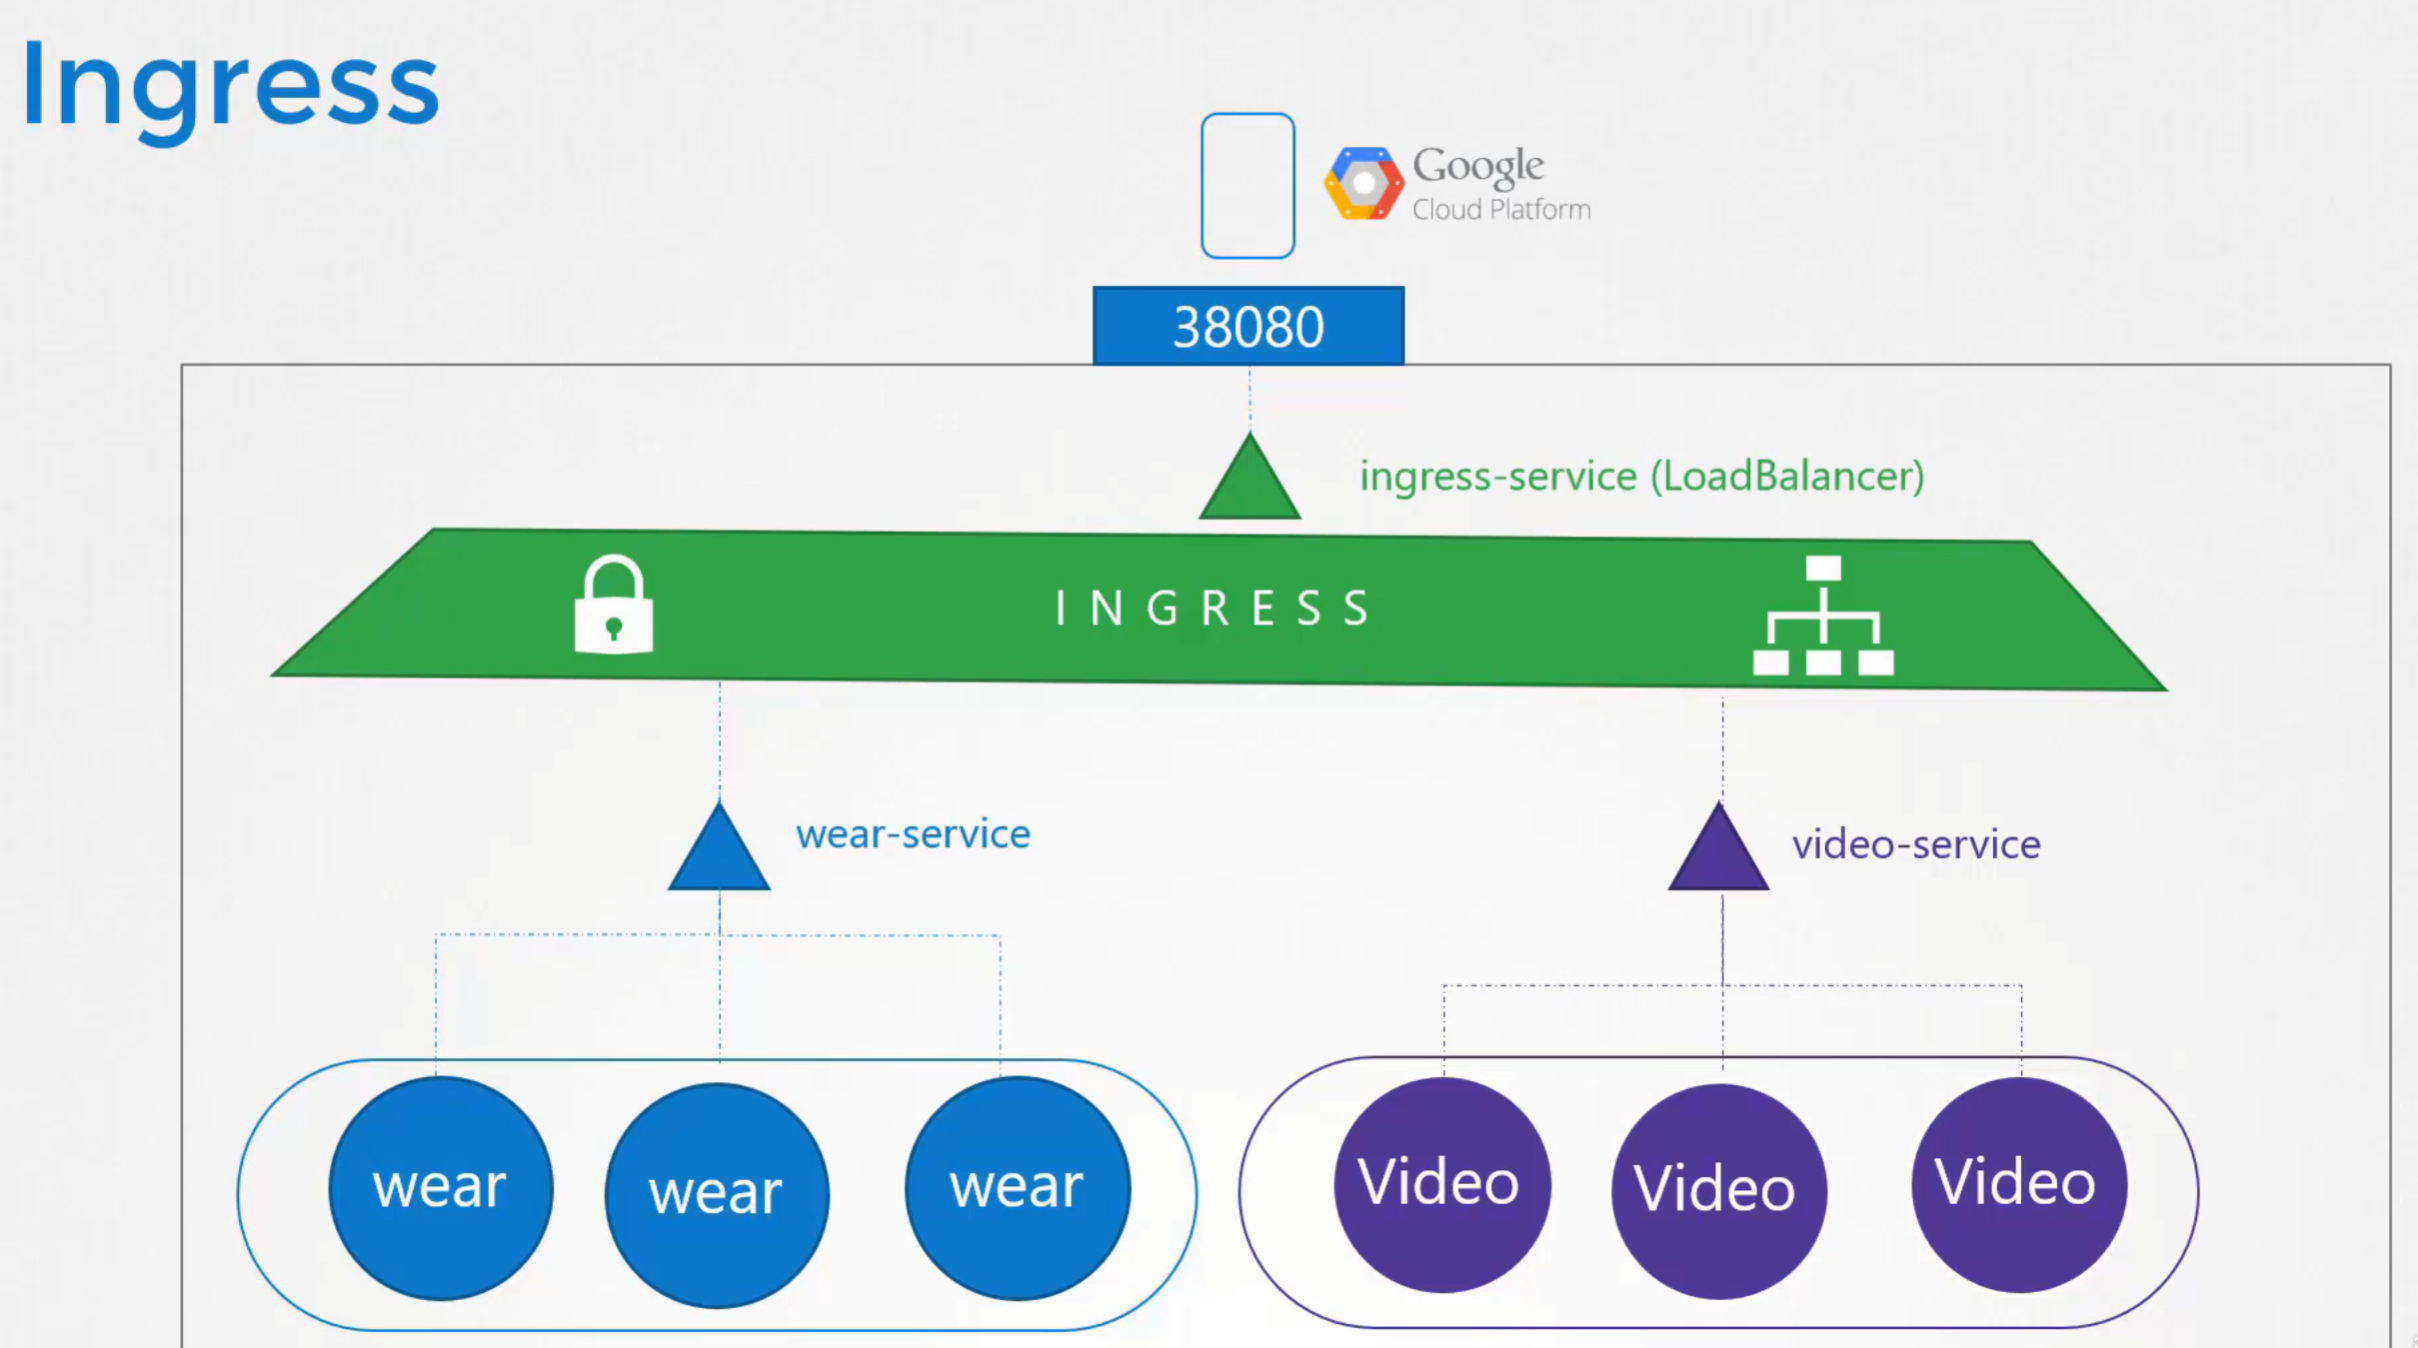 Ingress
Google
Cloud Platform
38080
ingress-service (LoadBalancer)
INGRESS
wear-service
video-service
wear
wear
wear
Video
Video
Video